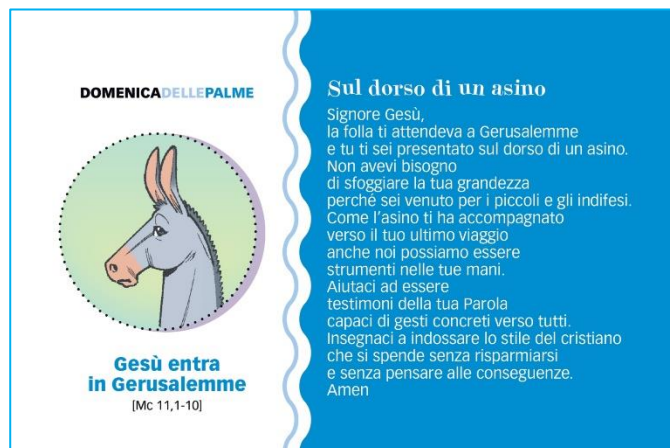 DOMENICADELLEPALME
Gesù entra
in Gerusalemme
[Mc 11,1-10]
Sul dorso di un asino
Signore Gesù,
la folla ti attendeva a Gerusalemme
e tu ti sei presentato sul dorso di un asino.
Non avevi bisogno
di sfoggiare la tua grandezza
perché sei venuto per i piccoli e gli indifesi.
Come l'asino ti ha accompagnato
verso il tuo ultimo viaggio
anche noi possiamo essere
strumenti nelle tue mani.
Aiutaci ad essere
testimoni della tua Parola
capaci di gesti concreti verso tutti.
Insegnaci a indossare lo stile del cristiano
che si spende senza risparmiarsi
e senza pensare alle conseguenze.
Amen